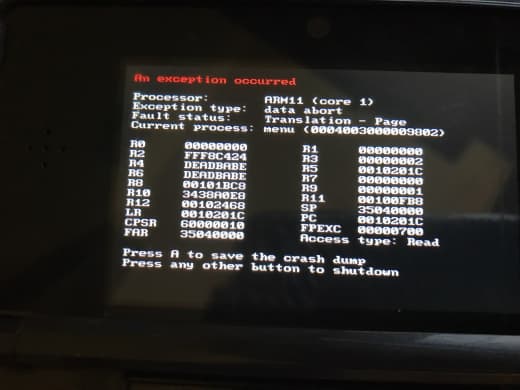 An exception occurred
Processor: ARM11 (core 1)
Exception type: data abort
Fault status: Translation - Page
Current process: menu (0004003000009802)
R0 00000000 R1 00000000
R2 FFF8C424 R3 00000002
R4 DEADBABE R5 0010201C
R6 DEADBABE R7 00000000
R8 00101BC8 R9 00000001
R10 3438A0E8 R11 00100FB8
R12 00102468 SP 35040000
LR 0010201C PC 0010201C
CPSR 60000010 FPEXC 00000700
FAR 35040000 Access type: Read
Press A to save the crash dump
Press any other button to shutdown